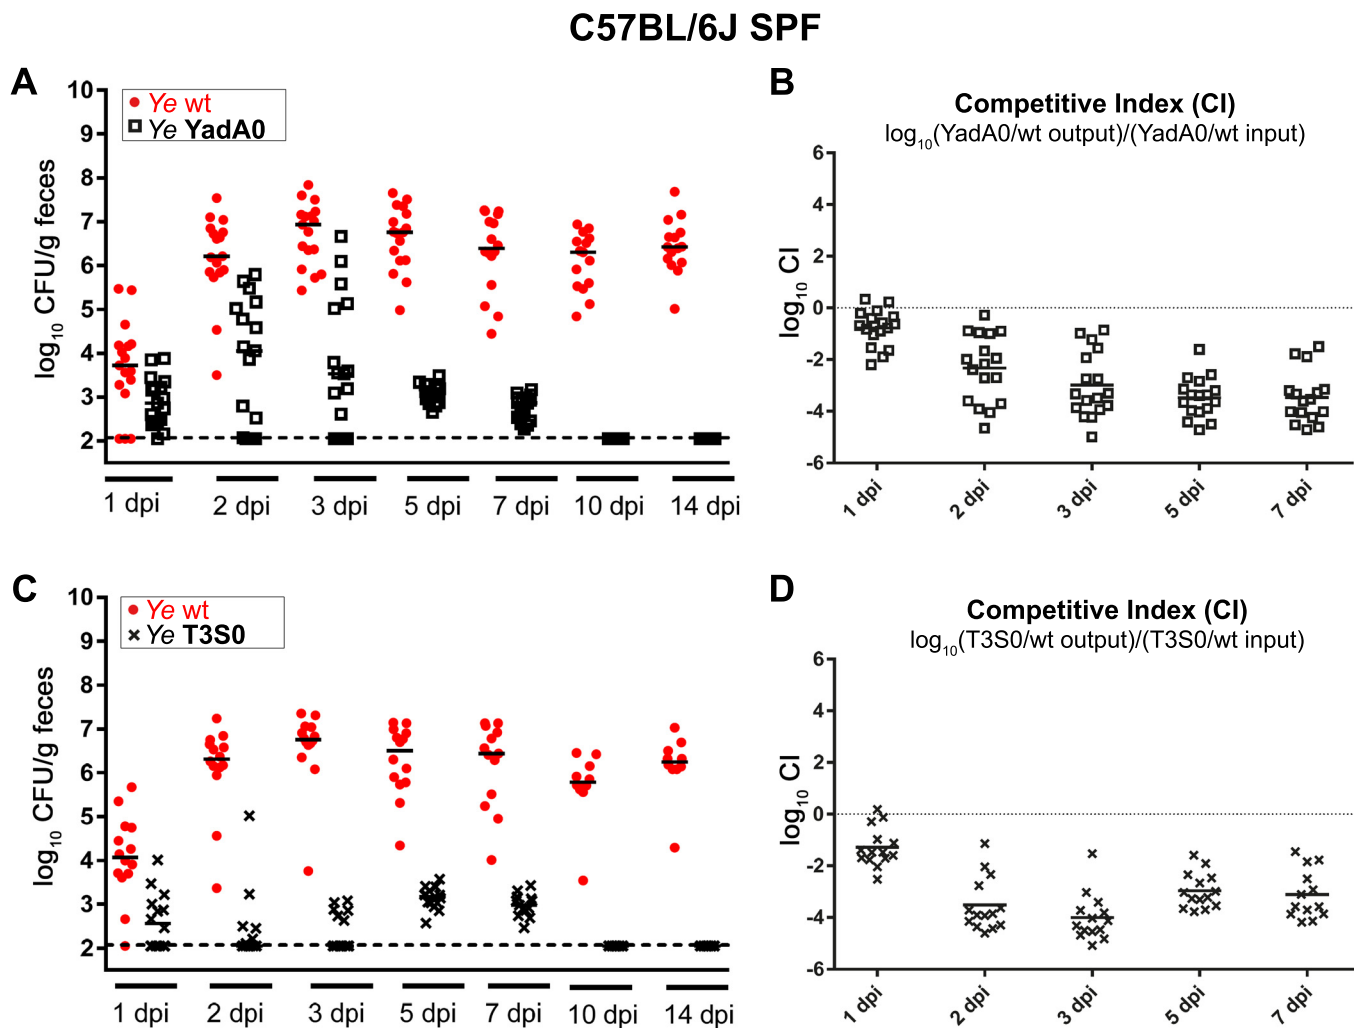 C57BL/6J SPF
A
Ye wt
Ye YadA0
log10 CFU/g feces
10
9
8
7
6
5
4
3
2
1 dpi 2 dpi 3 dpi 5 dpi 7 dpi 10 dpi 14 dpi
B
Competitive Index (CI)
log10(YadA0/wt output)/(YadA0/wt input)
log10 CI
6
4
2
0
-2
-4
-6
1 dpi 2 dpi 3 dpi 5 dpi 7 dpi
C
Ye wt
Ye T3S0
log10 CFU/g feces
10
9
8
7
6
5
4
3
2
1 dpi 2 dpi 3 dpi 5 dpi 7 dpi 10 dpi 14 dpi
D
Competitive Index (CI)
log10(T3S0/wt output)/(T3S0/wt input)
log10 CI
6
4
2
0
-2
-4
-6
1 dpi 2 dpi 3 dpi 5 dpi 7 dpi